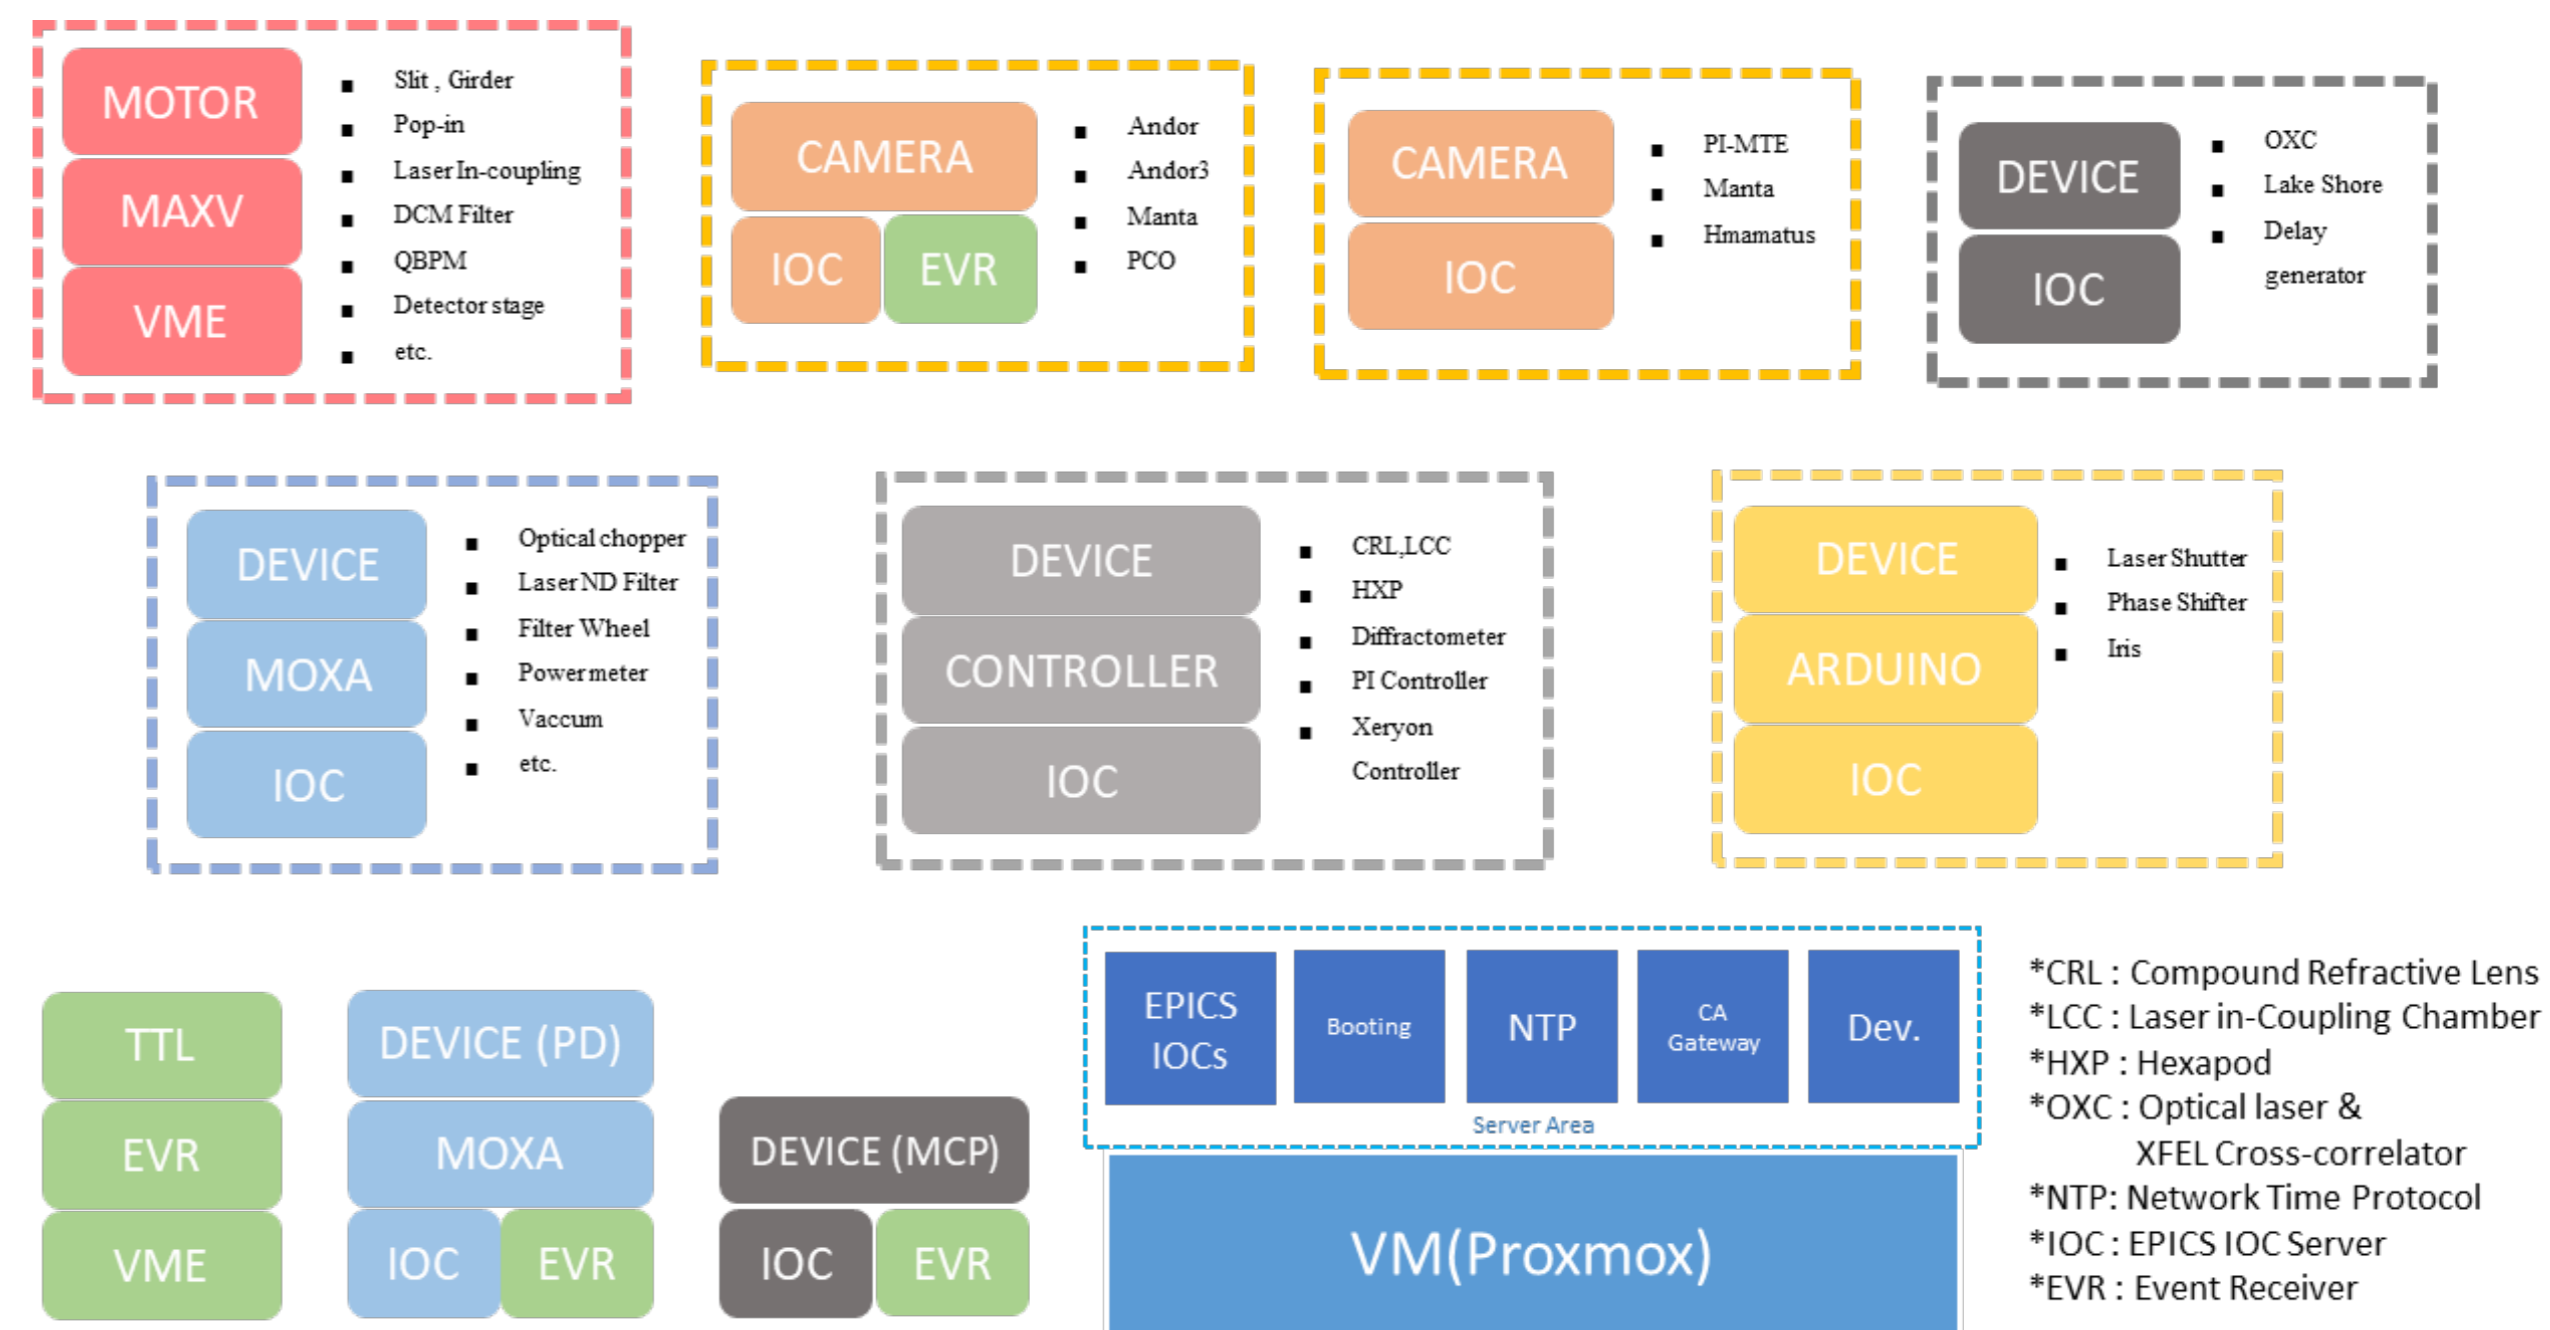 MOTOR
MAXV
VME
Slit , Girder
Pop-in
Laser In-coupling
DCM Filter
QBPM
Detector stage
etc.
CAMERA
IOC
EVR
Andor
Andor3
Manta
PCO
CAMERA
IOC
PI-MTE
Manta
Hmamatus
DEVICE
IOC
OXC
Lake Shore
Delay
generator
DEVICE
MOXA
IOC
Optical chopper
Laser ND Filter
Filter Wheel
Power meter
Vaccum
etc.
DEVICE
CONTROLLER
IOC
CRL,LCC
HXP
Diffractometer
PI Controller
Xeryon
Controller
DEVICE
ARDUINO
IOC
Laser Shutter
Phase Shifter
Iris
TTL
EVR
VME
DEVICE (PD)
MOXA
IOC
EVR
DEVICE (MCP)
IOC
EVR
EPICS
IOCs
Booting
NTP
CA
Gateway
Dev.
Server Area
VM(Proxmox)
*CRL : Compound Refractive Lens
*LCC : Laser in-Coupling Chamber
*HXP : Hexapod
*OXC : Optical laser &
XFEL Cross-correlator
*NTP: Network Time Protocol
*IOC : EPICS IOC Server
*EVR : Event Receiver